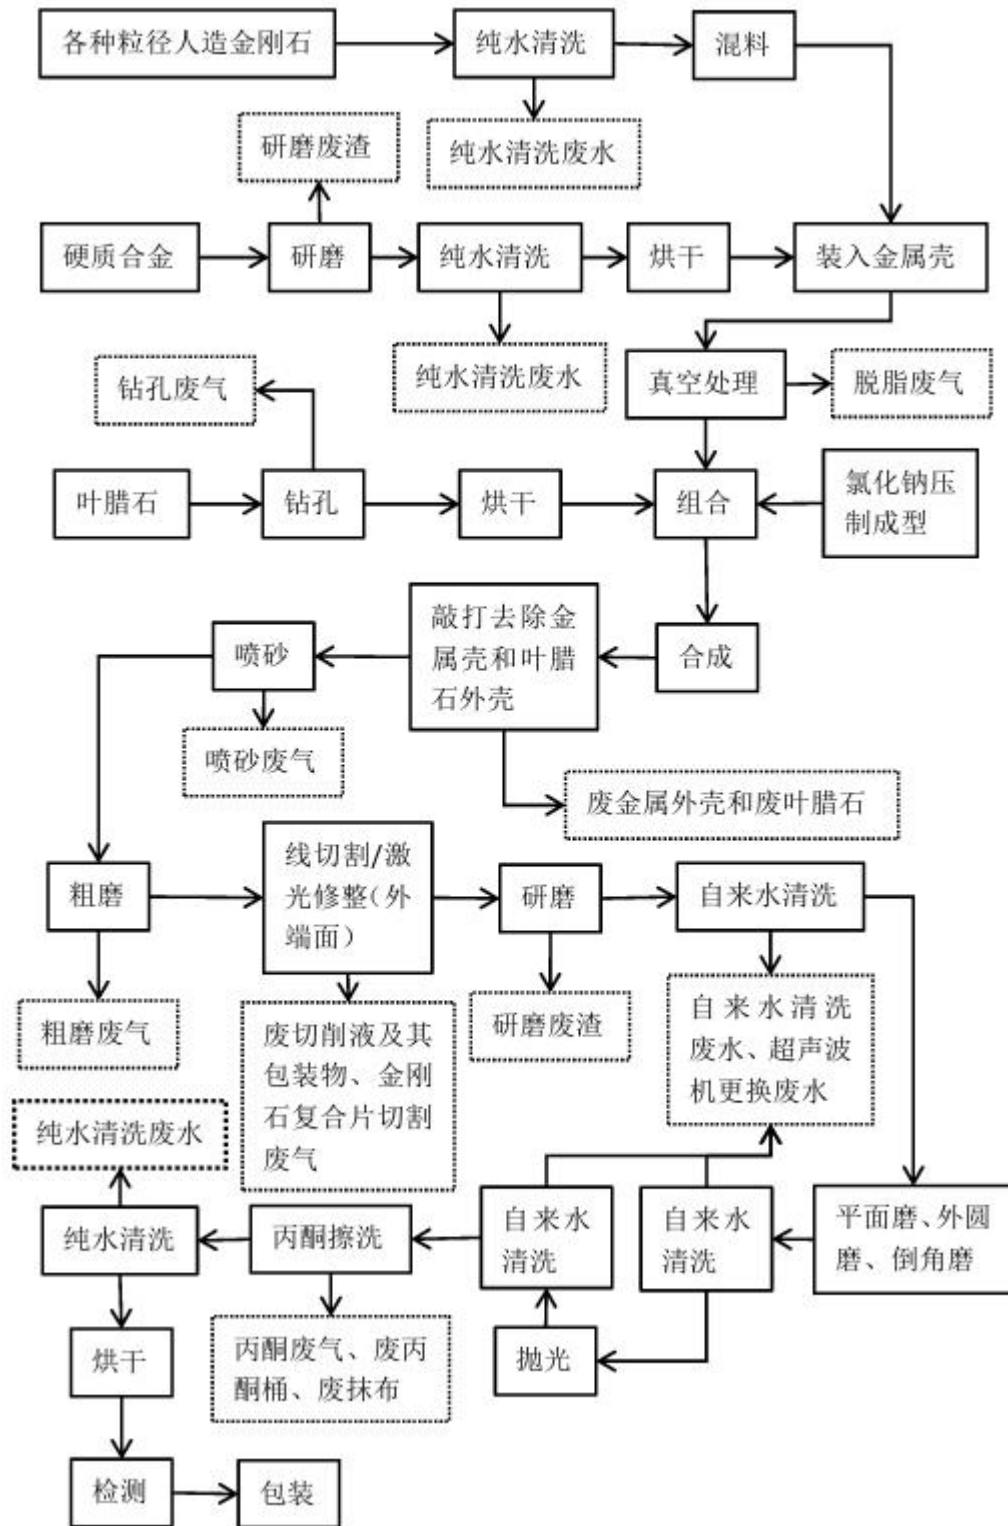 各种粒径人造金刚石
纯水清洗
混料
研磨废渣
纯水清洗废水
硬质合金
研磨
纯水清洗
烘干
装入金属壳
钻孔废气
纯水清洗废水
真空处理
脱脂废气
叶腊石
钻孔
烘干
组合
氯化钠压
制成型
喷砂
敲打去除金
属壳和叶腊
石外壳
合成
喷砂废气
废金属外壳和废叶腊石
粗磨
线切割/激
光修整（外
端面）
研磨
自来水清洗
粗磨废气
废切削液及其
包装物、金刚
石复合片切割
废气
研磨废渣
自来水清洗
废水、超声波
机更换废水
纯水清洗废水
纯水清洗
丙酮擦洗
自来水
清洗
自来水
清洗
平面磨、外圆
磨、倒角磨
烘干
丙酮废气、废丙
酮桶、废抹布
抛光
检测
包装